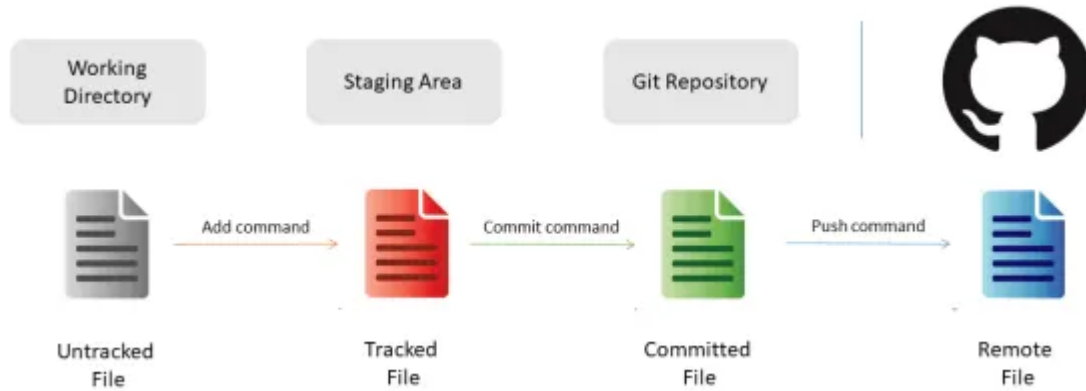 Working
Directory
Staging Area
Git Repository
Add command
Commit command
Push command
Untracked
File
Tracked
File
Committed
File
Remote
File